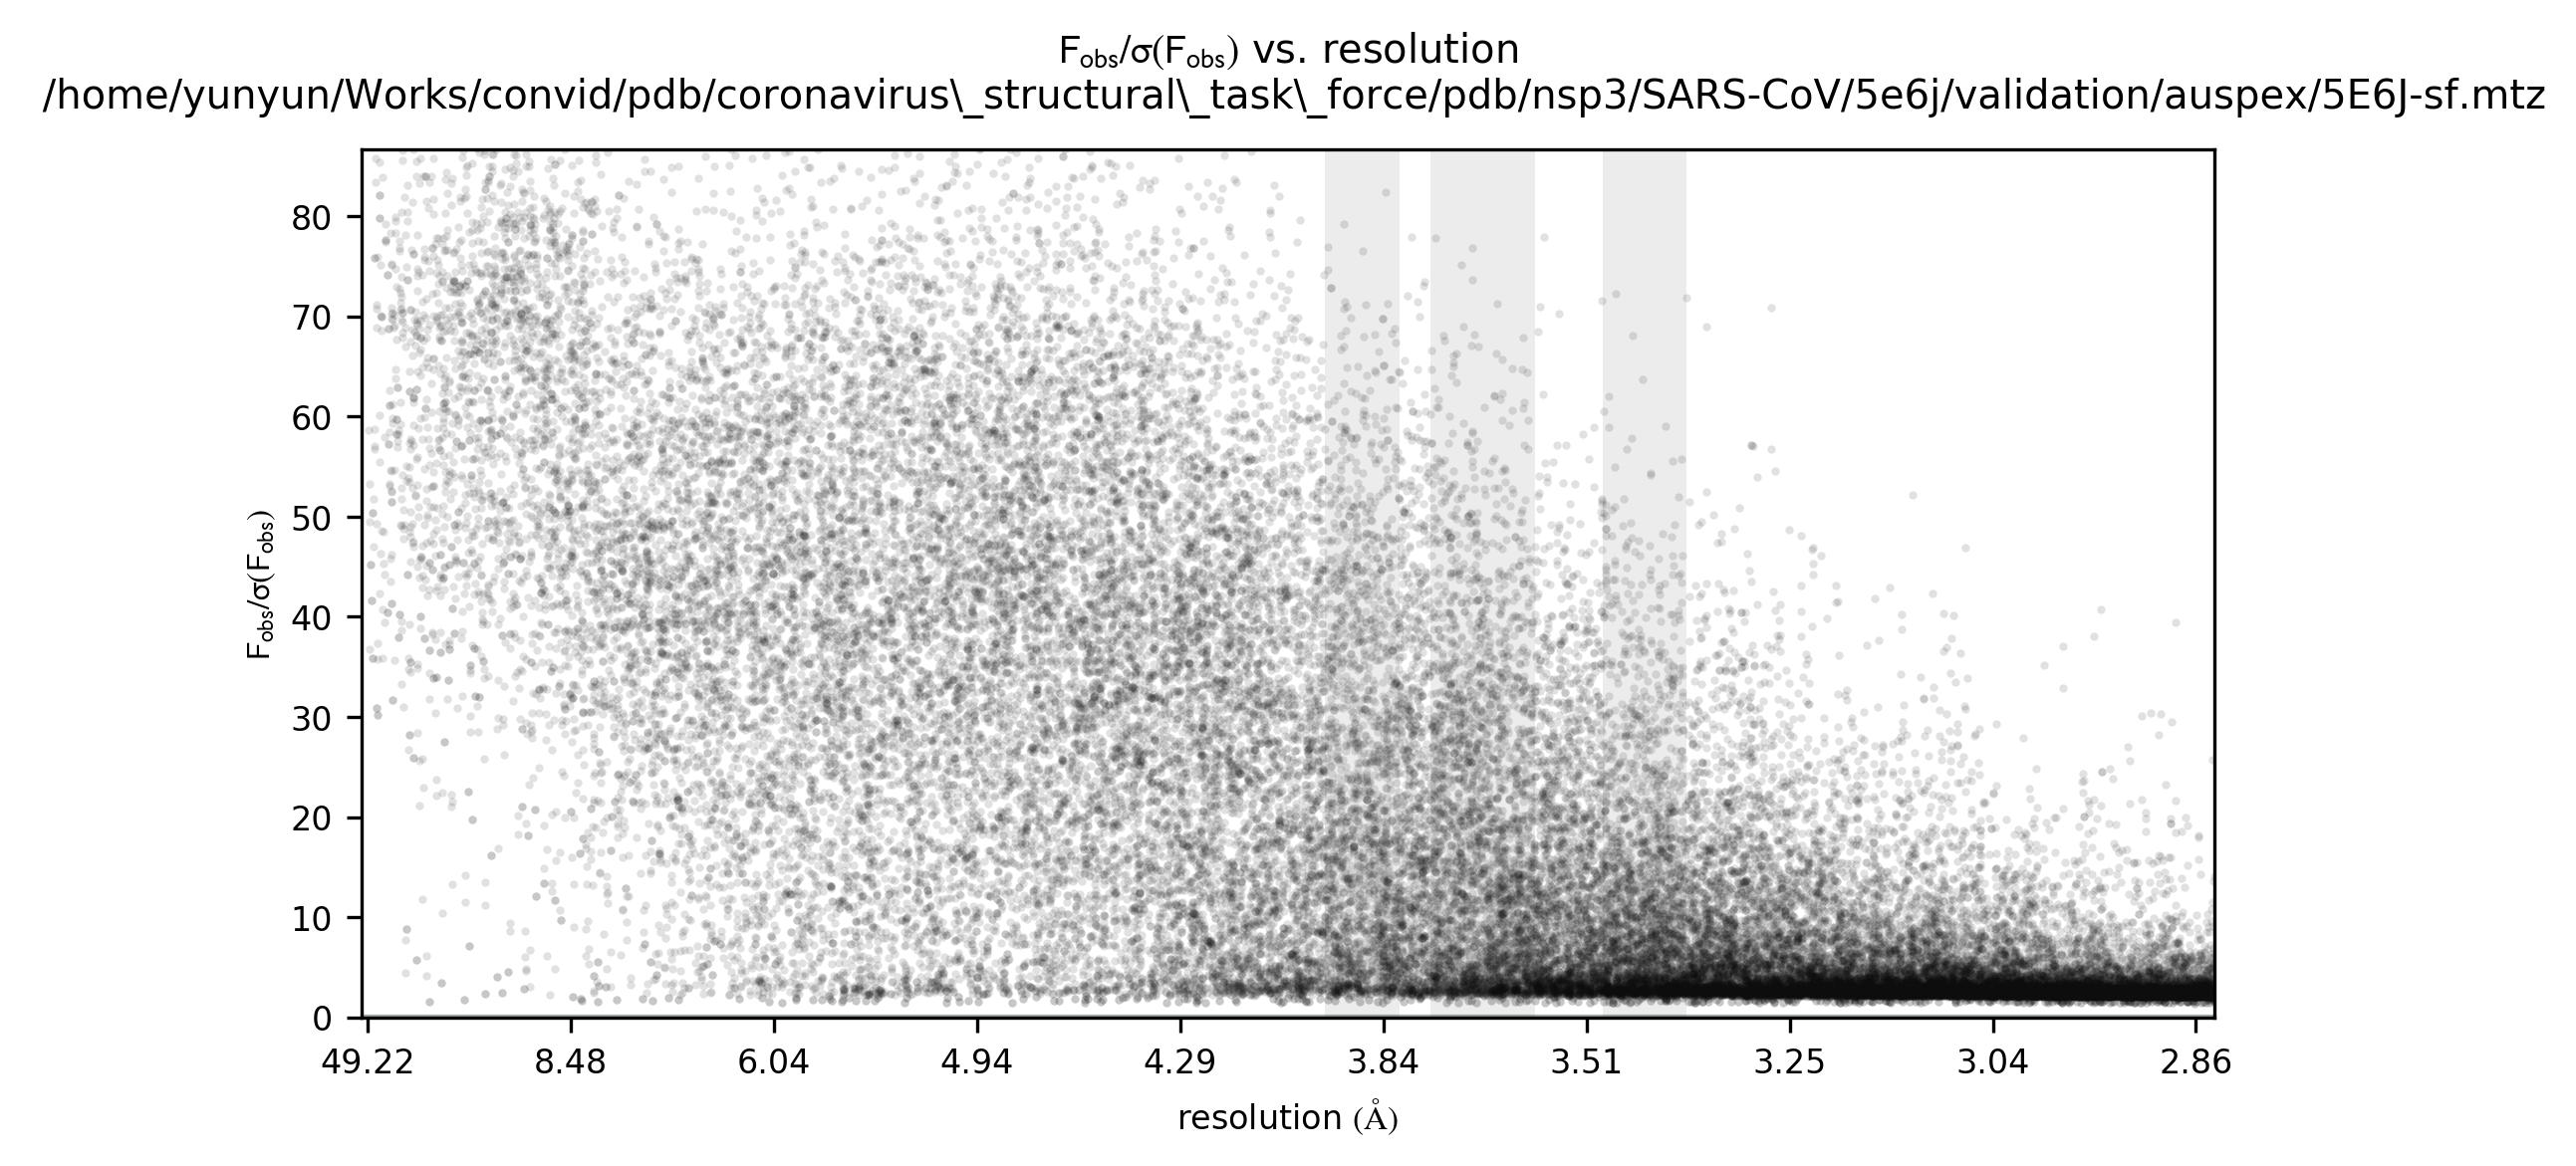 Fobs/σ(Fobs) vs. resolution
/home/yunyun/Works/convid/pdb/coronavirus\_structural\_task\_force/pdb/nsp3/SARS-CoV/5e6j/validation/auspex/5E6J-sf.mtz
Fobs/σ(Fobs)
80
70
60
50
40
30
20
10
0
49.22 8.48 6.04 4.94 4.29 3.84 3.51 3.25 3.04 2.86
resolution (Å)